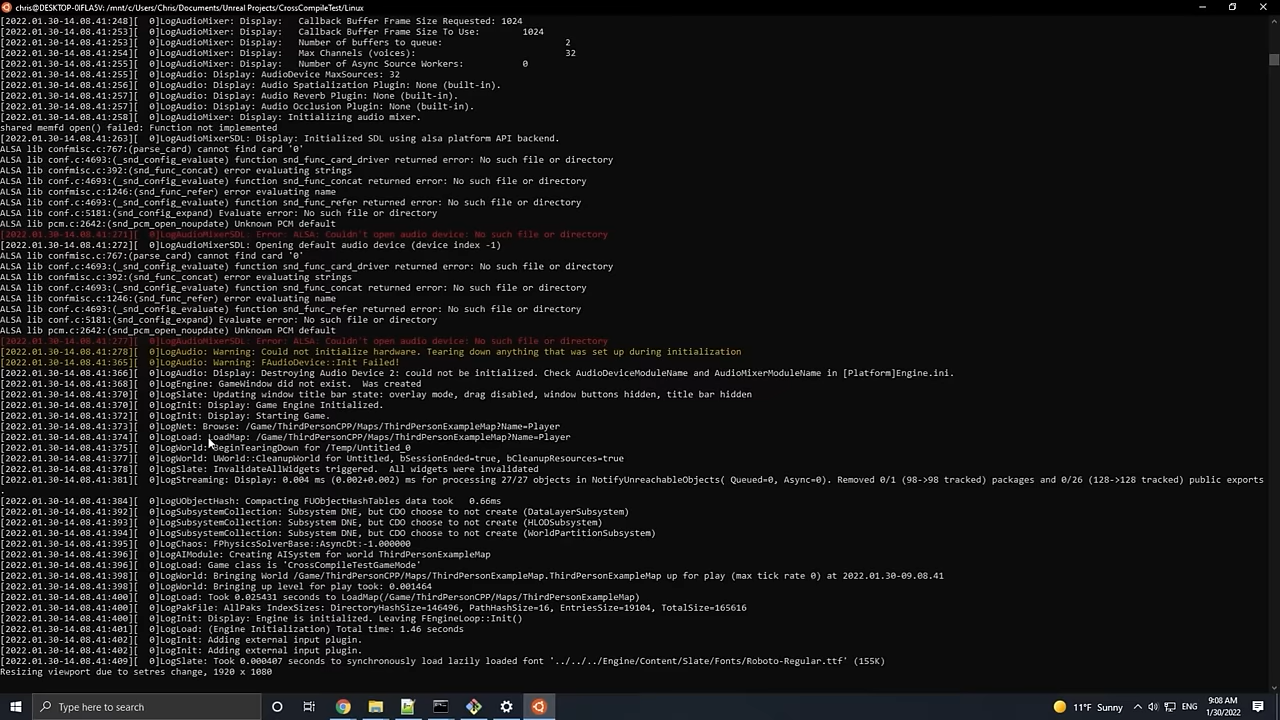 chris@DESKTOP-0IFLA5V: /mnt/c/Users/Chris/Documents/Unreal Projects/CrossCompileTest/Linux
[2022.01.30-14.08.41:248][  0]LogAudioMixer: Display:   Callback Buffer Frame Size Requested: 1024
[2022.01.30-14.08.41:253][  0]LogAudioMixer: Display:   Callback Buffer Frame Size To Use:    1024
[2022.01.30-14.08.41:253][  0]LogAudioMixer: Display:   Number of buffers to queue:           2
[2022.01.30-14.08.41:254][  0]LogAudioMixer: Display:   Max Channels (voices):                32
[2022.01.30-14.08.41:255][  0]LogAudioMixer: Display:   Number of Async Source Workers:       0
[2022.01.30-14.08.41:255][  0]LogAudio: Display: AudioDevice MaxSources: 32
[2022.01.30-14.08.41:256][  0]LogAudio: Display: Audio Spatialization Plugin: None (built-in).
[2022.01.30-14.08.41:257][  0]LogAudio: Display: Audio Reverb Plugin: None (built-in).
[2022.01.30-14.08.41:257][  0]LogAudio: Display: Audio Occlusion Plugin: None (built-in).
[2022.01.30-14.08.41:258][  0]LogAudioMixer: Display: Initializing audio mixer.
shared memfd open() failed: Function not implemented
[2022.01.30-14.08.41:263][  0]LogAudioMixerSDL: Display: Initialized SDL using alsa platform API backend.
ALSA lib confmisc.c:767:(parse_card) cannot find card '0'
ALSA lib conf.c:4693:(_snd_config_evaluate) function snd_func_card_driver returned error: No such file or directory
ALSA lib confmisc.c:392:(snd_func_concat) error evaluating strings
ALSA lib conf.c:4693:(_snd_config_evaluate) function snd_func_concat returned error: No such file or directory
ALSA lib confmisc.c:1246:(snd_func_refer) error evaluating name
ALSA lib conf.c:4693:(_snd_config_evaluate) function snd_func_refer returned error: No such file or directory
ALSA lib conf.c:5181:(snd_config_expand) Evaluate error: No such file or directory
ALSA lib pcm.c:2642:(snd_pcm_open_noupdate) Unknown PCM default
[2022.01.30-14.08.41:271][  0]LogAudioMixerSDL: Error: ALSA: Couldn't open audio device: No such file or directory
[2022.01.30-14.08.41:272][  0]LogAudioMixerSDL: Opening default audio device (device index -1)
ALSA lib confmisc.c:767:(parse_card) cannot find card '0'
ALSA lib conf.c:4693:(_snd_config_evaluate) function snd_func_card_driver returned error: No such file or directory
ALSA lib confmisc.c:392:(snd_func_concat) error evaluating strings
ALSA lib conf.c:4693:(_snd_config_evaluate) function snd_func_concat returned error: No such file or directory
ALSA lib confmisc.c:1246:(snd_func_refer) error evaluating name
ALSA lib conf.c:4693:(_snd_config_evaluate) function snd_func_refer returned error: No such file or directory
ALSA lib conf.c:5181:(snd_config_expand) Evaluate error: No such file or directory
ALSA lib pcm.c:2642:(snd_pcm_open_noupdate) Unknown PCM default
[2022.01.30-14.08.41:277][  0]LogAudioMixerSDL: Error: ALSA: Couldn't open audio device: No such file or directory
[2022.01.30-14.08.41:278][  0]LogAudio: Warning: Could not initialize hardware. Tearing down anything that was set up during initialization
[2022.01.30-14.08.41:365][  0]LogAudio: Warning: FAudioDevice::Init Failed!
[2022.01.30-14.08.41:366][  0]LogAudio: Display: Destroying Audio Device 2: could not be initialized. Check AudioDeviceModuleName and AudioMixerModuleName in [Platform]Engine.ini.
[2022.01.30-14.08.41:368][  0]LogEngine: GameWindow did not exist.  Was created
[2022.01.30-14.08.41:370][  0]LogSlate: Updating window title bar state: overlay mode, drag disabled, window buttons hidden, title bar hidden
[2022.01.30-14.08.41:370][  0]LogInit: Display: Game Engine Initialized.
[2022.01.30-14.08.41:372][  0]LogInit: Display: Starting Game.
[2022.01.30-14.08.41:373][  0]LogNet: Browse: /Game/ThirdPersonCPP/Maps/ThirdPersonExampleMap?Name=Player
[2022.01.30-14.08.41:374][  0]LogLoad: LoadMap: /Game/ThirdPersonCPP/Maps/ThirdPersonExampleMap?Name=Player
[2022.01.30-14.08.41:375][  0]LogWorld: BeginTearingDown for /Temp/Untitled_0
[2022.01.30-14.08.41:376][  0]LogWorld: UWorld::CleanupWorld for Untitled, bSessionEnded=true, bCleanupResources=true
[2022.01.30-14.08.41:378][  0]LogSlate: InvalidateAllWidgets triggered.  All widgets were invalidated
[2022.01.30-14.08.41:381][  0]LogStreaming: Display: 0.004 ms (0.002+0.002) ms for processing 27/27 objects in NotifyUnreachableObjects( Queued=0, Async=0). Removed 0/1 (98->98 tracked) packages and 0/26 (128->128 tracked) public exports
.
[2022.01.30-14.08.41:384][  0]LogUObjectHash: Compacting FUObjectHashTables data took   0.66ms
[2022.01.30-14.08.41:392][  0]LogSubsystemCollection: Subsystem DNE, but CDO choose to not create (DataLayerSubsystem)
[2022.01.30-14.08.41:393][  0]LogSubsystemCollection: Subsystem DNE, but CDO choose to not create (HLODSubsystem)
[2022.01.30-14.08.41:394][  0]LogSubsystemCollection: Subsystem DNE, but CDO choose to not create (WorldPartitionSubsystem)
[2022.01.30-14.08.41:395][  0]LogChaos: FPhysicsSolverBase::AsyncDt:-1.000000
[2022.01.30-14.08.41:396][  0]LogAIModule: Creating AISystem for world ThirdPersonExampleMap
[2022.01.30-14.08.41:396][  0]LogLoad: Game class is 'CrossCompileTestGameMode'
[2022.01.30-14.08.41:398][  0]LogWorld: Bringing World /Game/ThirdPersonCPP/Maps/ThirdPersonExampleMap.ThirdPersonExampleMap up for play (max tick rate 0) at 2022.01.30-09.08.41
[2022.01.30-14.08.41:398][  0]LogWorld: Bringing up level for play took: 0.001464
[2022.01.30-14.08.41:400][  0]LogLoad: Took 0.025431 seconds to LoadMap(/Game/ThirdPersonCPP/Maps/ThirdPersonExampleMap)
[2022.01.30-14.08.41:400][  0]LogPakFile: AllPaks IndexSizes: DirectoryHashSize=146496, PathHashSize=16, EntriesSize=19104, TotalSize=165616
[2022.01.30-14.08.41:400][  0]LogInit: Display: Engine is initialized. Leaving FEngineLoop::Init()
[2022.01.30-14.08.41:401][  0]LogLoad: (Engine Initialization) Total time: 1.46 seconds
[2022.01.30-14.08.41:402][  0]LogInit: Adding external input plugin.
[2022.01.30-14.08.41:402][  0]LogInit: Adding external input plugin.
[2022.01.30-14.08.41:409][  0]LogSlate: Took 0.000407 seconds to synchronously load lazily loaded font '../../../Engine/Content/Slate/Fonts/Roboto-Regular.ttf' (155K)
Resizing viewport due to setres change, 1920 x 1080
Type here to search
11°F Sunny
ENG
9:08 AM
1/30/2022